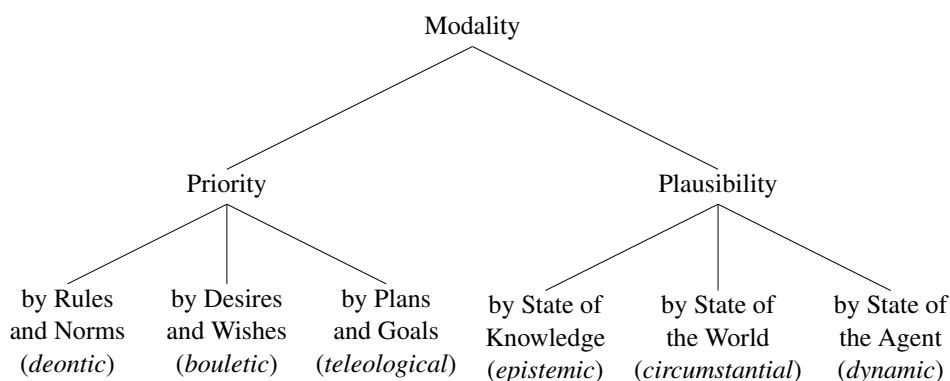 Modality
Priority
Plausibility
by Rules
and Norms
(deontic)
by Desires
and Wishes
(bouletic)
by Plans
and Goals
(teleological)
by State of
Knowledge
(epistemic)
by State of
the World
(circumstantial)
by State of
the Agent
(dynamic)